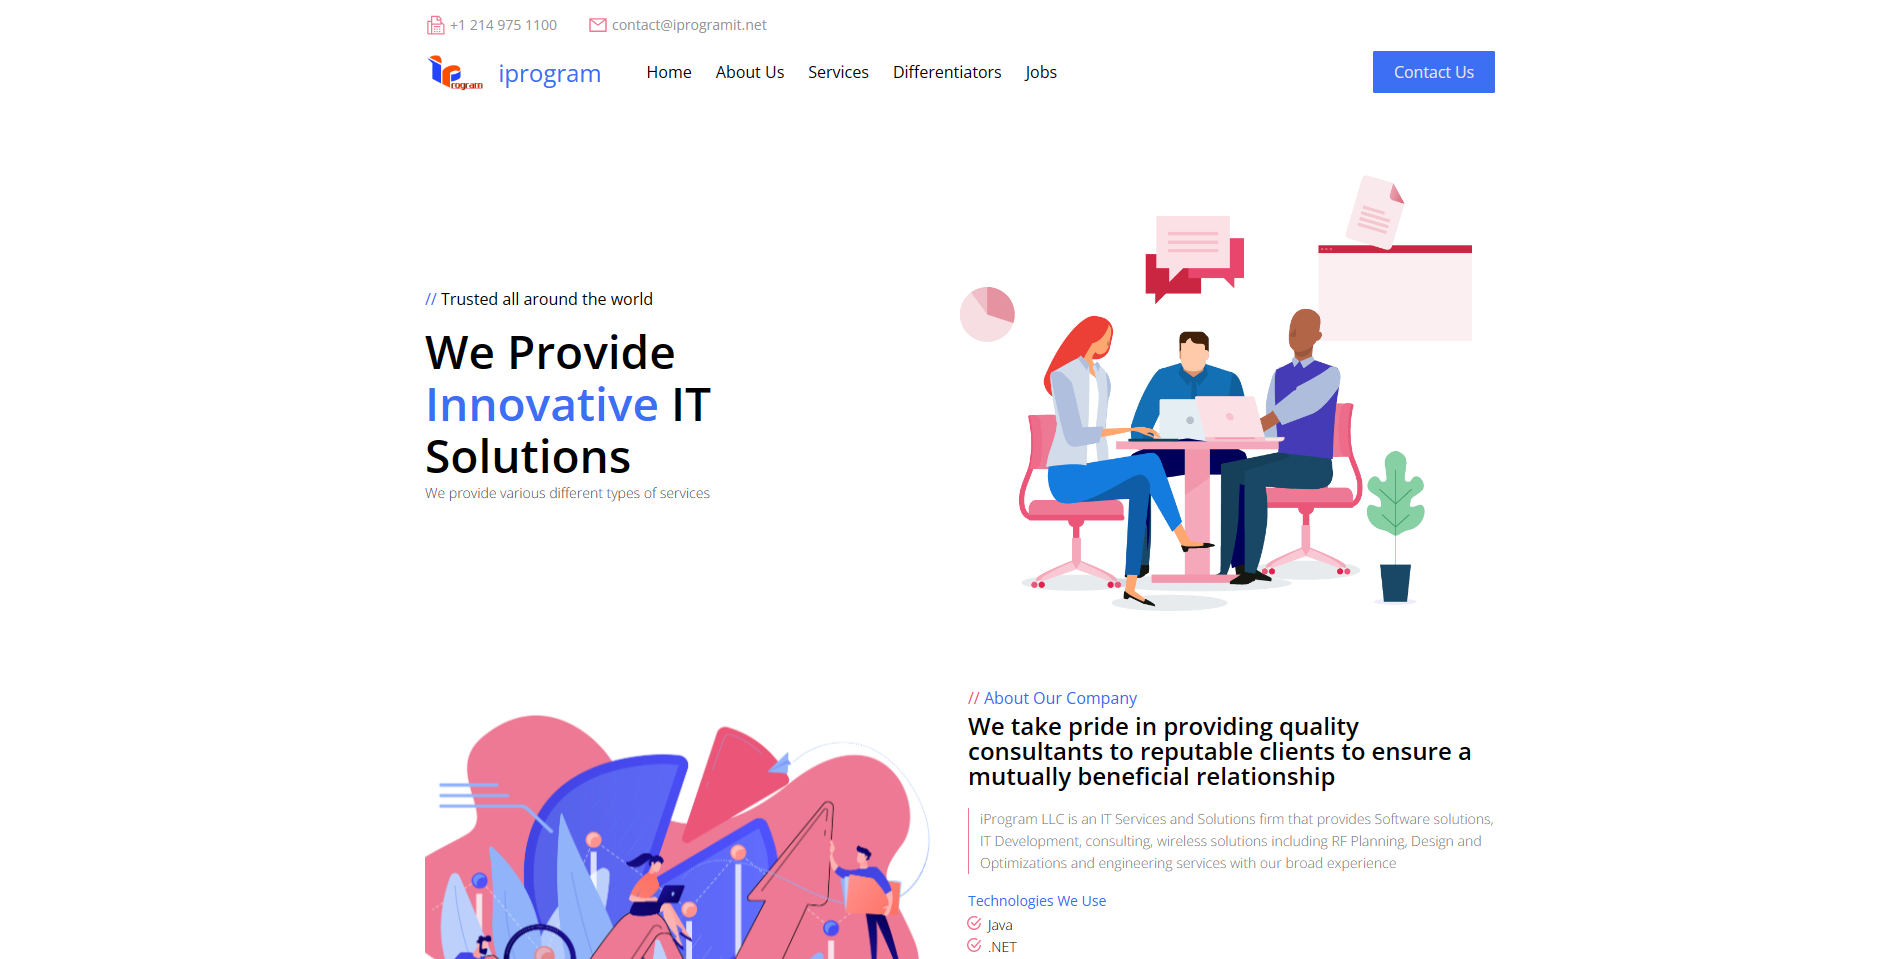 +1 214 975 1100 contact@iprogramit.net
iprogram iprogram Home About Us Services Differentiators Jobs Contact Us
// Trusted all around the world
We Provide
Innovative IT
Solutions
We provide various different types of services
// About Our Company
We take pride in providing quality
consultants to reputable clients to ensure a
mutually beneficial relationship
iProgram LLC is an IT Services and Solutions firm that provides Software solutions,
IT Development, consulting, wireless solutions including RF Planning, Design and
Optimizations and engineering services with our broad experience
Technologies We Use
Java
.NET